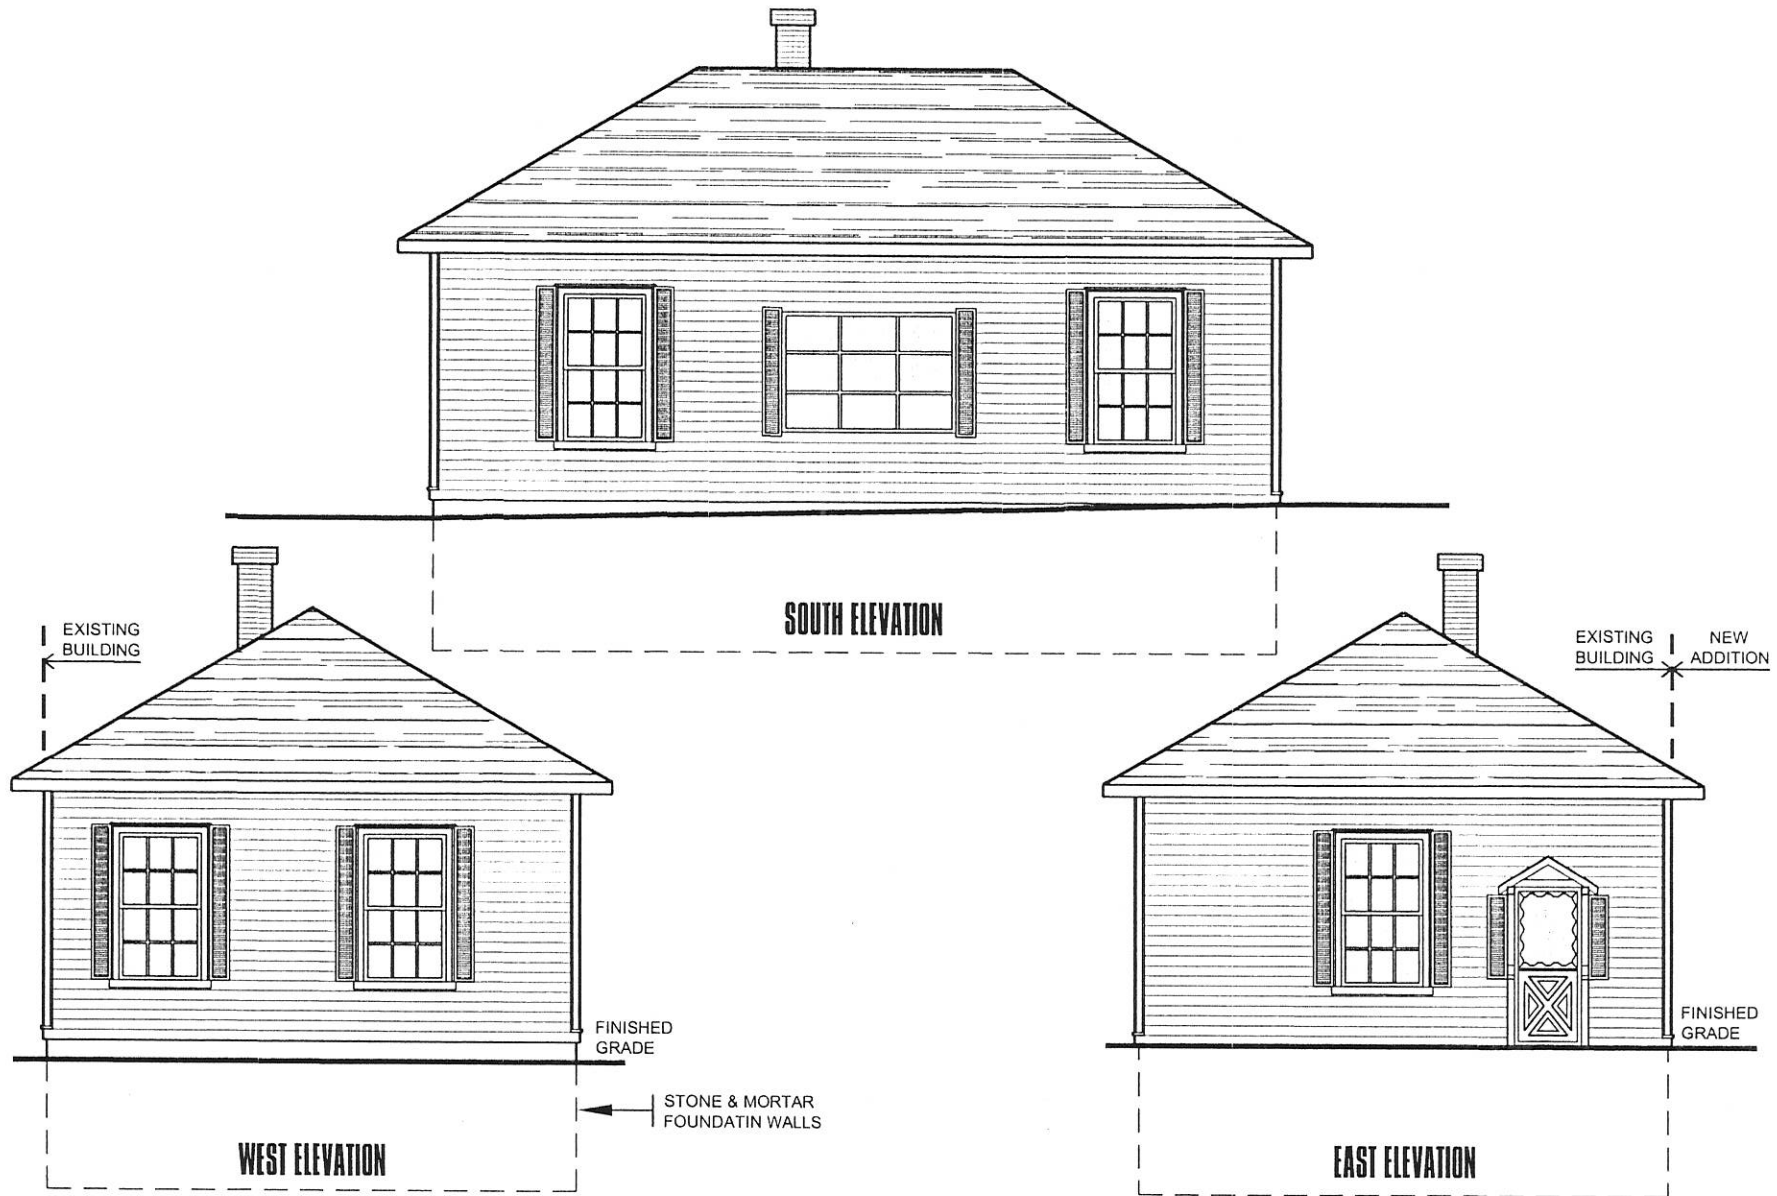 SOUTH ELEVATION
EXISTING
BUILDING
FINISHED
GRADE
STONE & MORTAR
FOUNDATIN WALLS
WEST ELEVATION
EXISTING
BUILDING
NEW
ADDITION
FINISHED
GRADE
EAST ELEVATION